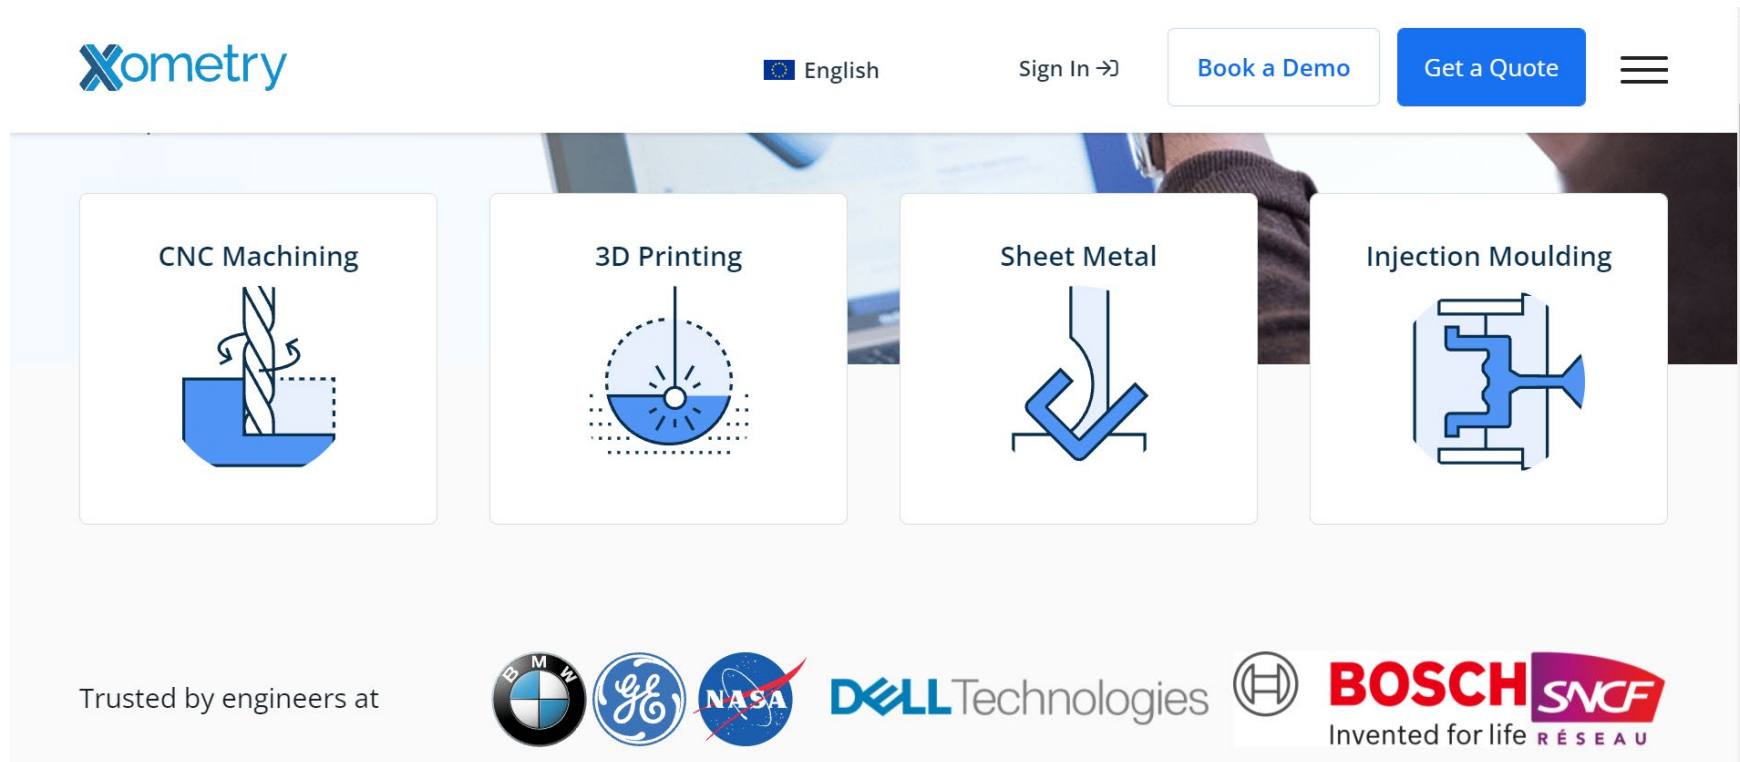 Xometry
English
Sign In
Book a Demo
Get a Quote
CNC Machining
3D Printing
Sheet Metal
Injection Moulding
Trusted by engineers at
BMW
GE
NASA
DELL Technologies
BOSCH
Invented for life
SNCF
RÉSEAU